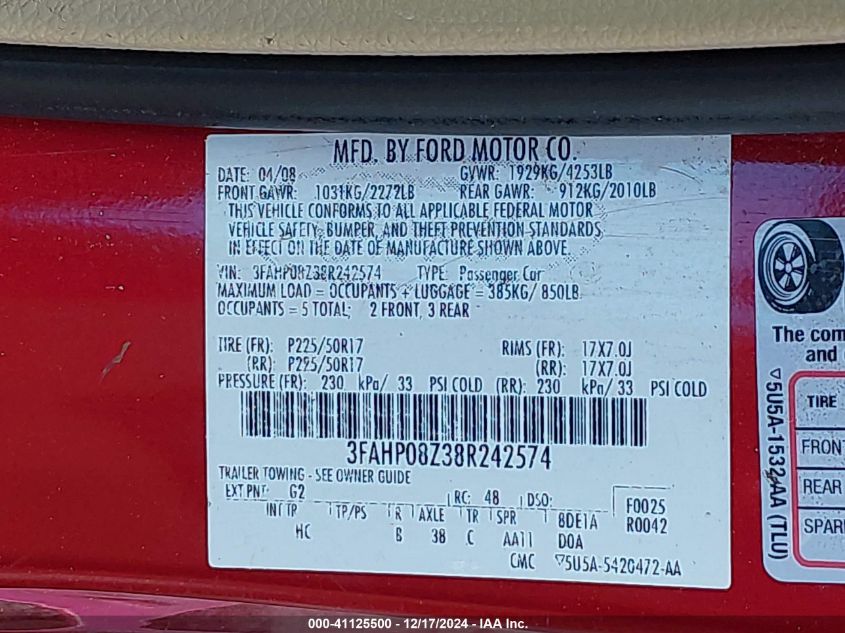 MFD. BY FORD MOTOR CO.
DATE: 04/08 GVWR: 1929KG/4253LB
FRONT GAWR: 1031KG/2272LB REAR GAWR: 912KG/2010LB
THIS VEHICLE CONFORMS TO ALL APPLICABLE FEDERAL MOTOR
VEHICLE SAFETY, BUMPER, AND THEFT PREVENTION STANDARDS
IN EFFECT ON THE DATE OF MANUFACTURE SHOWN ABOVE.
VIN: 3FAHP08Z38R242574 TYPE: Passenger Car
MAXIMUM LOAD = OCCUPANTS + LUGGAGE = 385KG/ 850LB
OCCUPANTS = 5 TOTAL; 2 FRONT, 3 REAR
TIRE (FR): P225/50R17 RIMS (FR): 17X7.0J
(RR): P225/50R17 (RR): 17X7.0J
PRESSURE (FR): 230 kPa/ 33 PSI COLD (RR): 230 kPa/ 33 PSI COLD
3FAHP08Z38R242574
TRAILER TOWING - SEE OWNER GUIDE
EXT PNT: G2 RC: 48 DSO: F0025
INT TR TP/PS R AXLE TR SPR 8DE1A R0042
HC B 38 C AA11 D0A
CMC ▽5U5A-5420472-AA
The com
and
▽5U5A-1532-AA (TLU)
TIRE
FRONT
REAR
SPARE
000-41125500 - 12/17/2024 - IAA Inc.